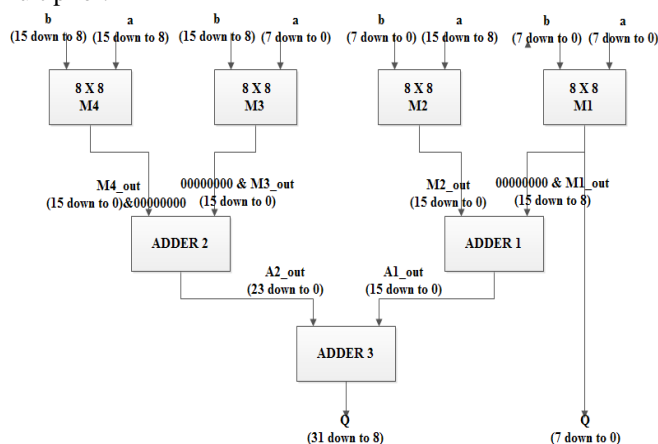 b a b a b a b a
(15 down to 8) (15 down to 8) (15 down to 8) (7 down to 0) (7 down to 0) (15 down to 8) (7 down to 0) (7 down to 0)
8 X 8 8 X 8 8 X 8 8 X 8
M4 M3 M2 M1
M4_out 00000000 & M3_out M2_out 00000000 & M1_out
(15 down to 0)&00000000 (15 down to 0) (15 down to 0) (15 down to 8)
ADDER 2 ADDER 1
A2_out A1_out
(23 down to 0) (15 down to 0)
ADDER 3
Q Q
(31 down to 8) (7 down to 0)